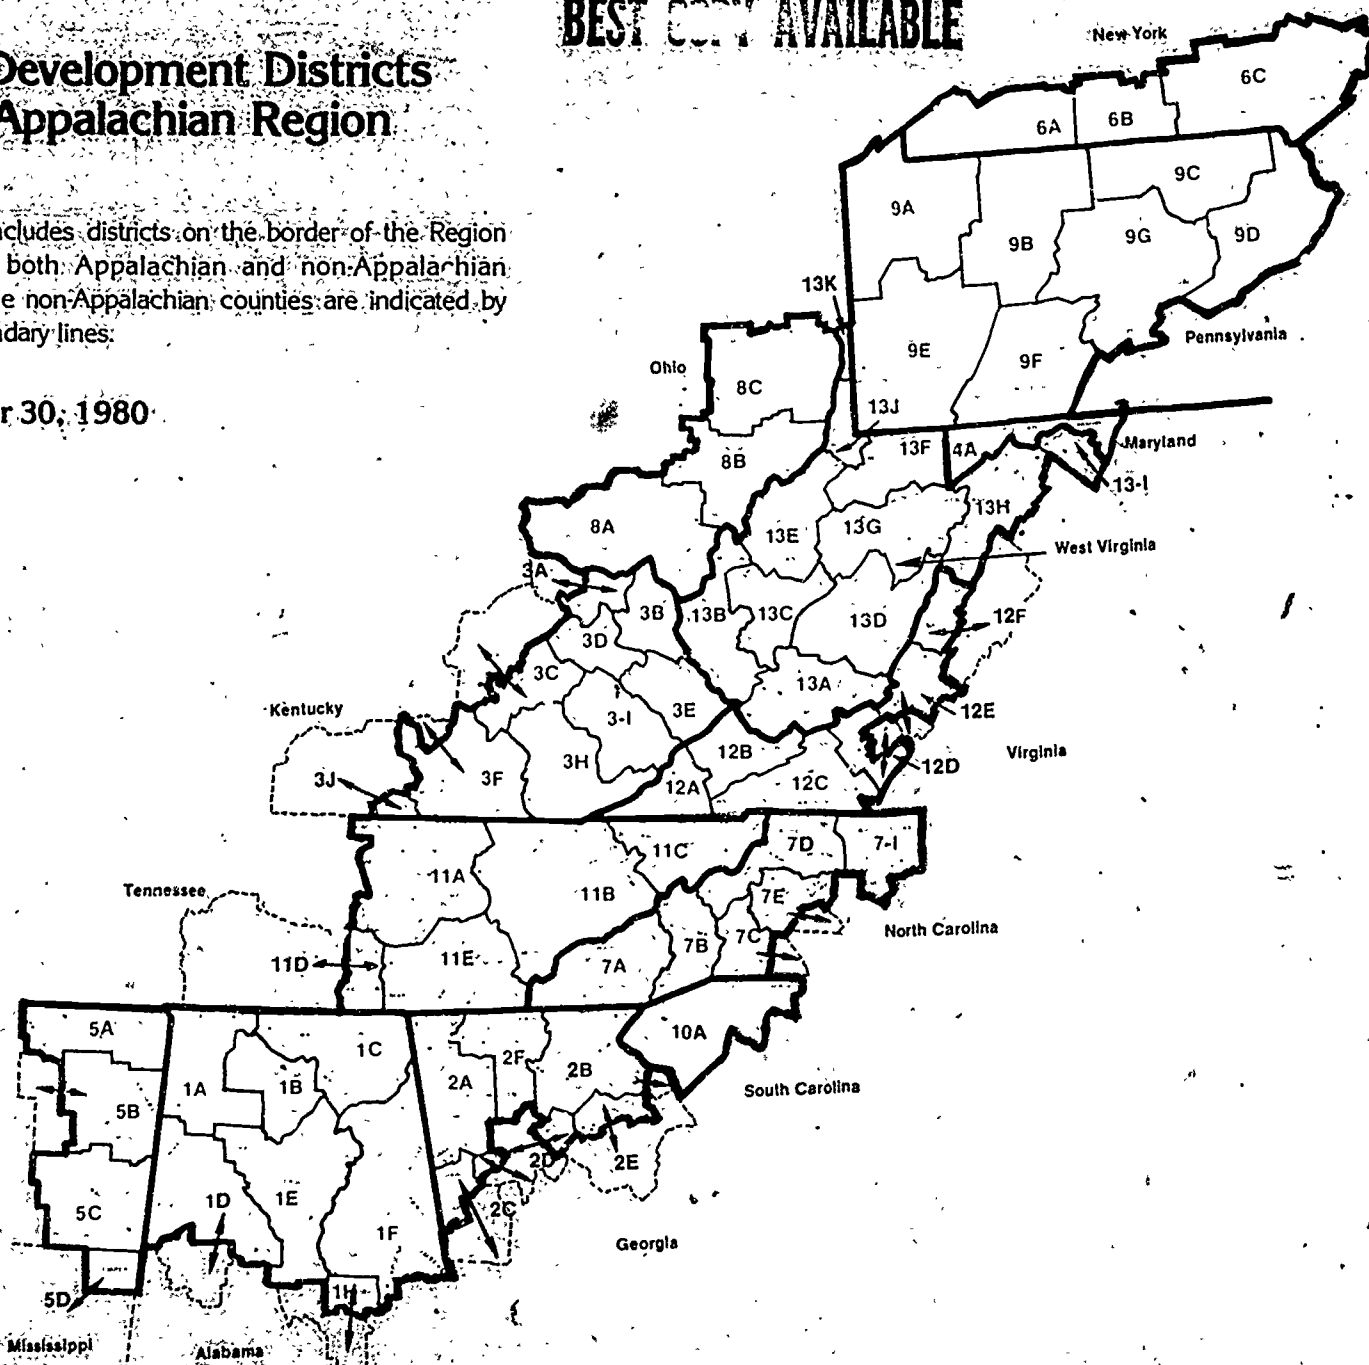 BEST COPY AVAILABLE
Development Districts
Appalachian Region
districts on the border of the Region
both Appalachian and non-Appalachian
non-Appalachian counties are indicated by
lines.
30, 1980
New York
6C
6B
6A
9C
9A
9G
9D
9B
13K
Pennsylvania
9E
9F
Ohio
8C
13J
Maryland
13F
4A
8B
13-I
13H
8A
13E
13G
West Virginia
3A
3B
13B
13C
13D
12F
3D
3C
13A
Kentucky
3-I
3E
12E
12B
Virginia
3H
12D
3J
3F
12A
12C
11C
7D
7-I
11A
Tennessee
11B
7E
North Carolina
7B
7C
11D
11E
7A
5A
10A
1C
2F
2B
1A
1B
2A
South Carolina
5B
2D
2E
1D
1E
5C
2C
1F
Georgia
5D
1H
Mississippi
Alabama